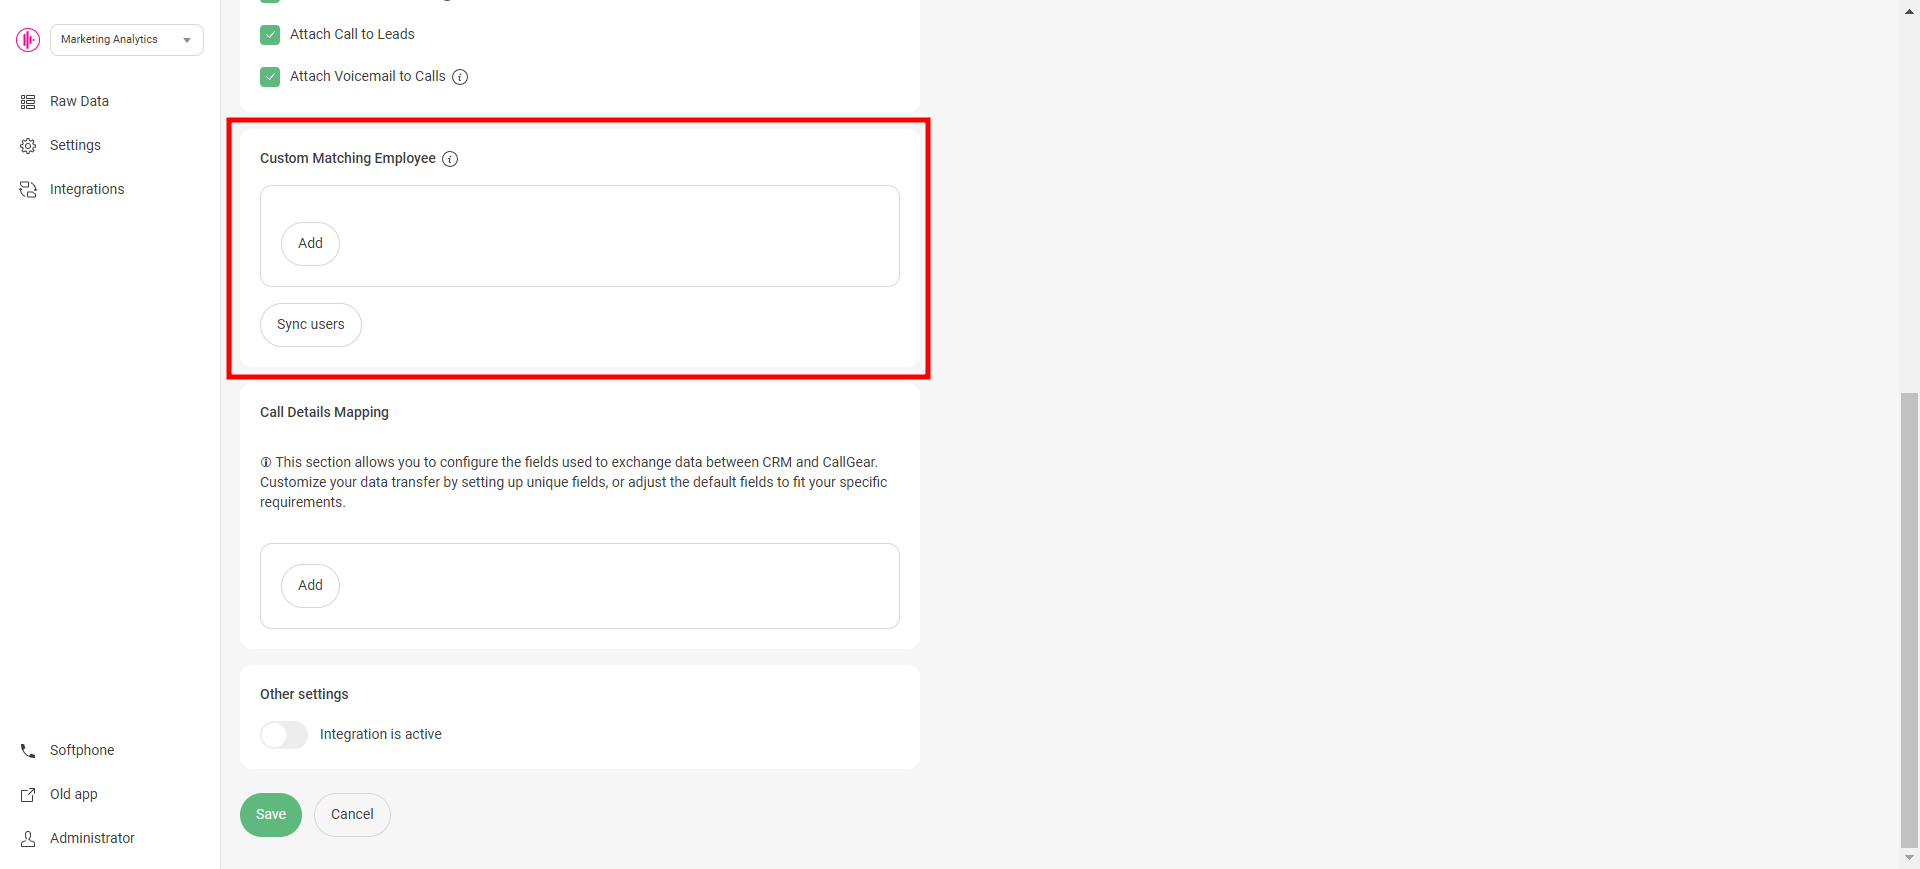 Marketing Analytics
Raw Data
Settings
Integrations
Softphone
Old app
Administrator
Attach Call to Leads
Attach Voicemail to Calls
Custom Matching Employee
Add
Sync users
Call Details Mapping
This section allows you to configure the fields used to exchange data between CRM and CallGear.
Customize your data transfer by setting up unique fields, or adjust the default fields to fit your specific
requirements.
Add
Other settings
Integration is active
Save
Cancel